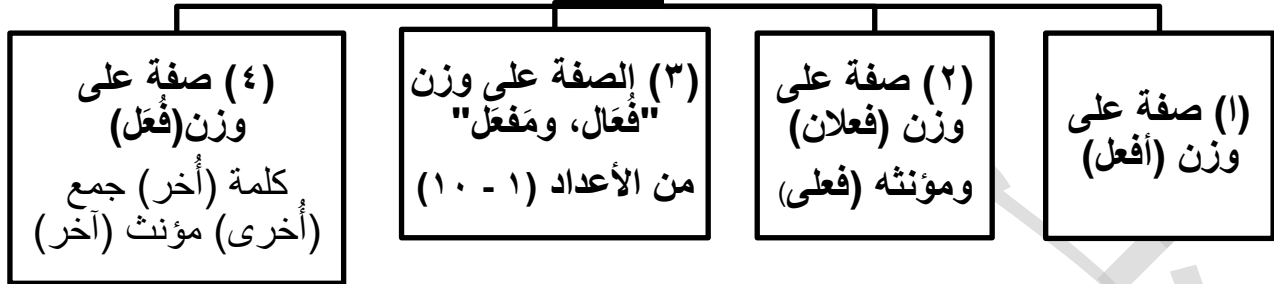 (ا) صفة على
وزن (أفعل)
(٢) صفة على
وزن (فعلان)
ومؤنثه (فعلى)
(٣) الصفة على وزن
"فُعَال، ومَفعَل"
من الأعداد (١ - ١٠)
(٤) صفة على
وزن(فُعَل)
كلمة (أُخر) جمع
(أُخرى) مؤنث (آخر)